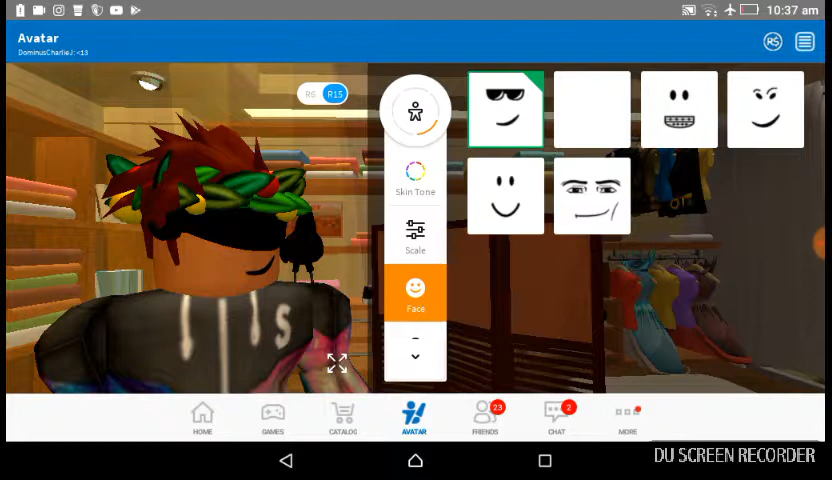 10:37 am
Avatar
DominusCharlieJ: <13
R$
R6 R15
Skin Tone
Scale
Face
S
23
2
HOME
GAMES
CATALOG
AVATAR
FRIENDS
CHAT
MORE
DU SCREEN RECORDER